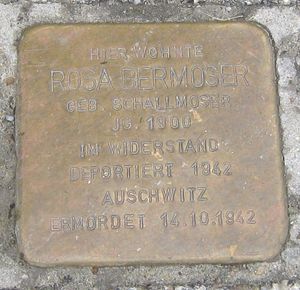 HIER WOHNTE
ROSA BERMOSER
GEB. SCHALLMOSER
JG. 1900
IM WIDERSTAND
DEPORTIERT 1942
AUSCHWITZ
ERMORDET 14.10.1942